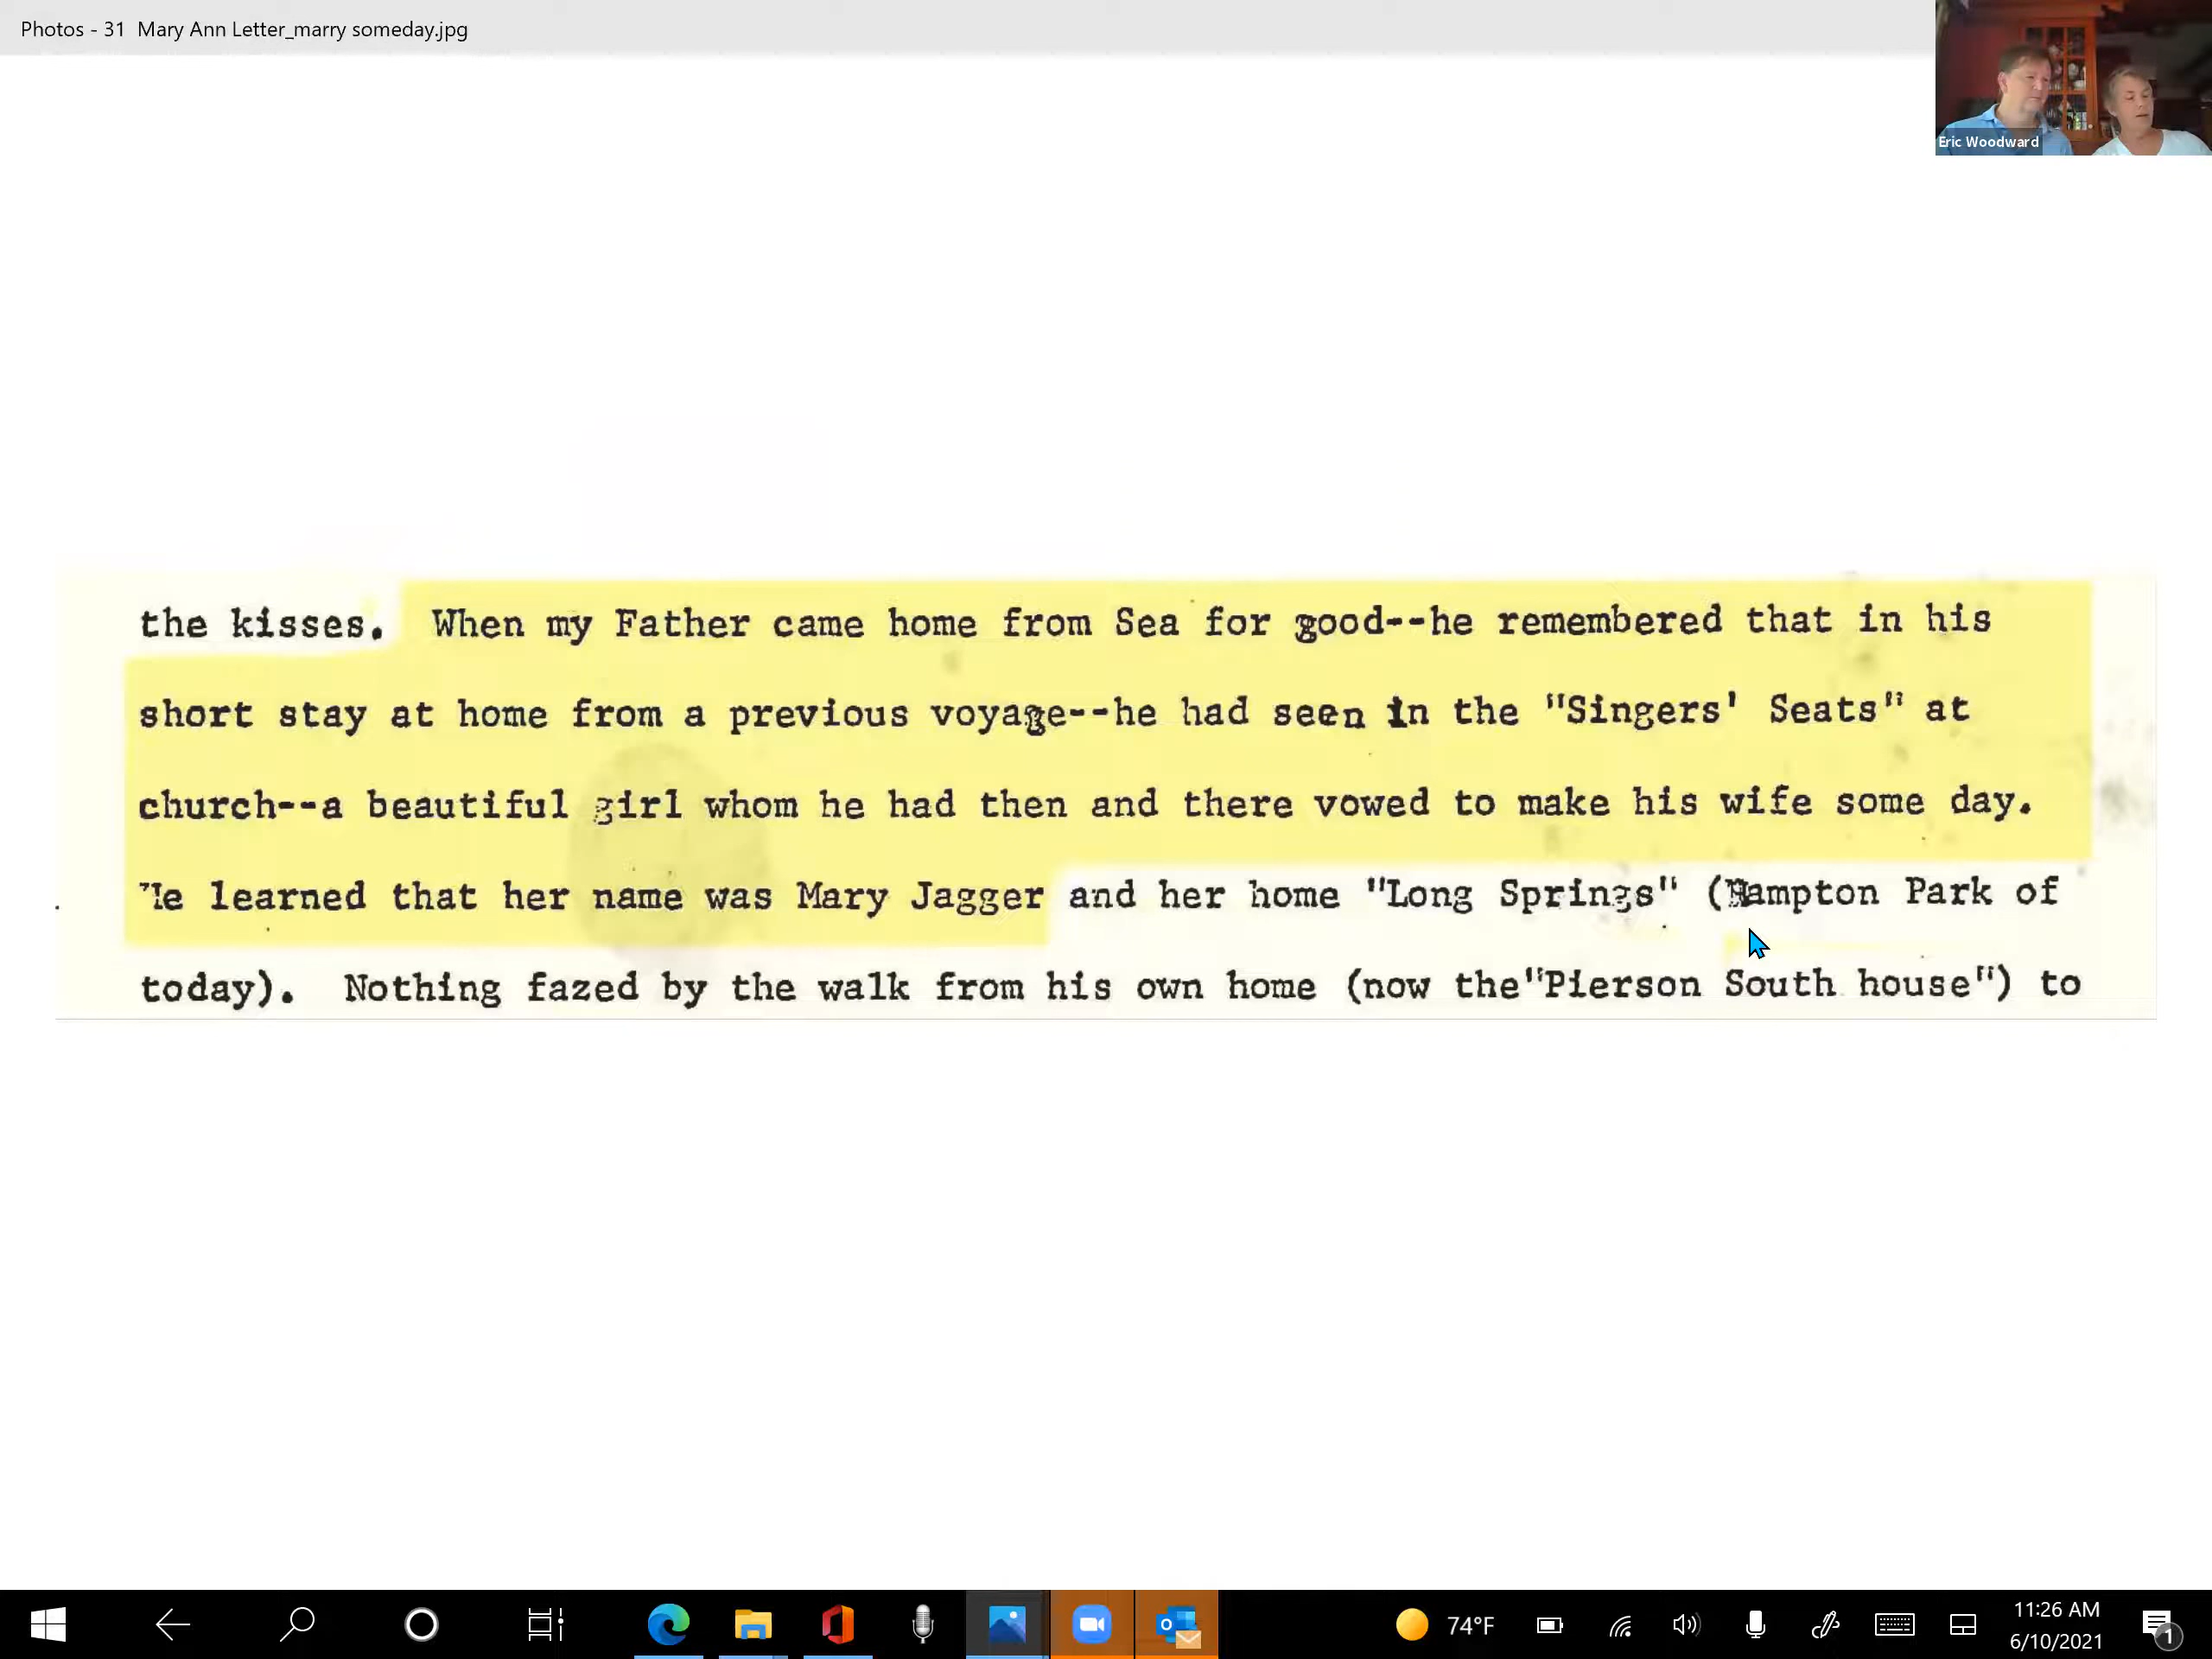 Photos - 31 Mary Ann Letter_marry someday.jpg
Eric Woodward
the kisses. When my Father came home from Sea for good--he remembered that in his
short stay at home from a previous voyage--he had seen in the "Singers' Seats" at
church--a beautiful girl whom he had then and there vowed to make his wife some day.
He learned that her name was Mary Jagger and her home "Long Springs" (Hampton Park of
today). Nothing fazed by the walk from his own home (now the"Pierson South house") to
74°F
11:26 AM
6/10/2021
1